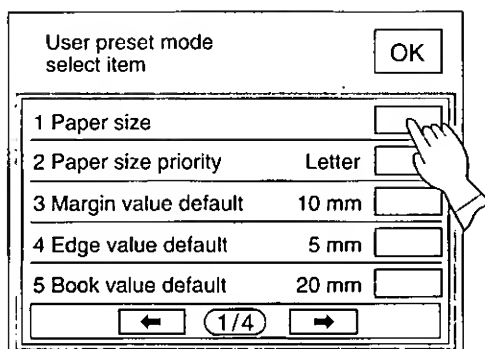 User preset mode
select item
OK
1 Paper size
2 Paper size priority Letter
3 Margin value default 10 mm
4 Edge value default 5 mm
5 Book value default 20 mm
← (1/4) →